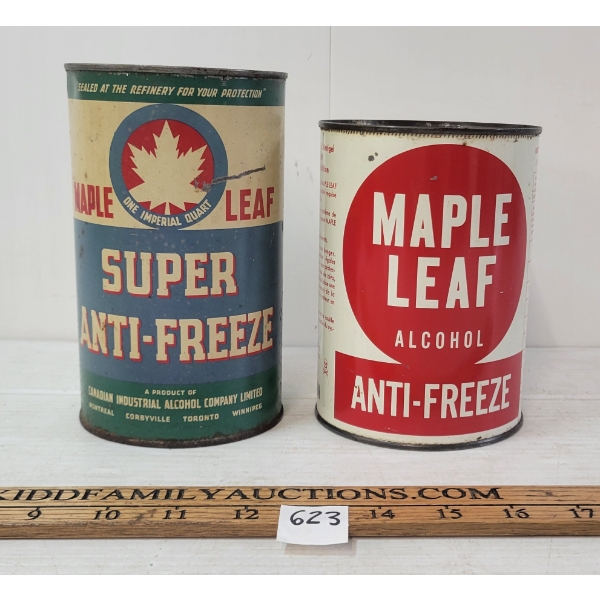 "SEALED AT THE REFINERY FOR YOUR PROTECTION"
MAPLE LEAF
ONE IMPERIAL QUART
SUPER
ANTI-FREEZE
A PRODUCT OF
CANADIAN INDUSTRIAL ALCOHOL COMPANY LIMITED
MONTREAL CORBYVILLE TORONTO WINNIPEG
MAPLE
LEAF
ALCOHOL
ANTI-FREEZE
KIDDFAMILYAUCTIONS.COM
9 10 11 12 14 15 16 17
623